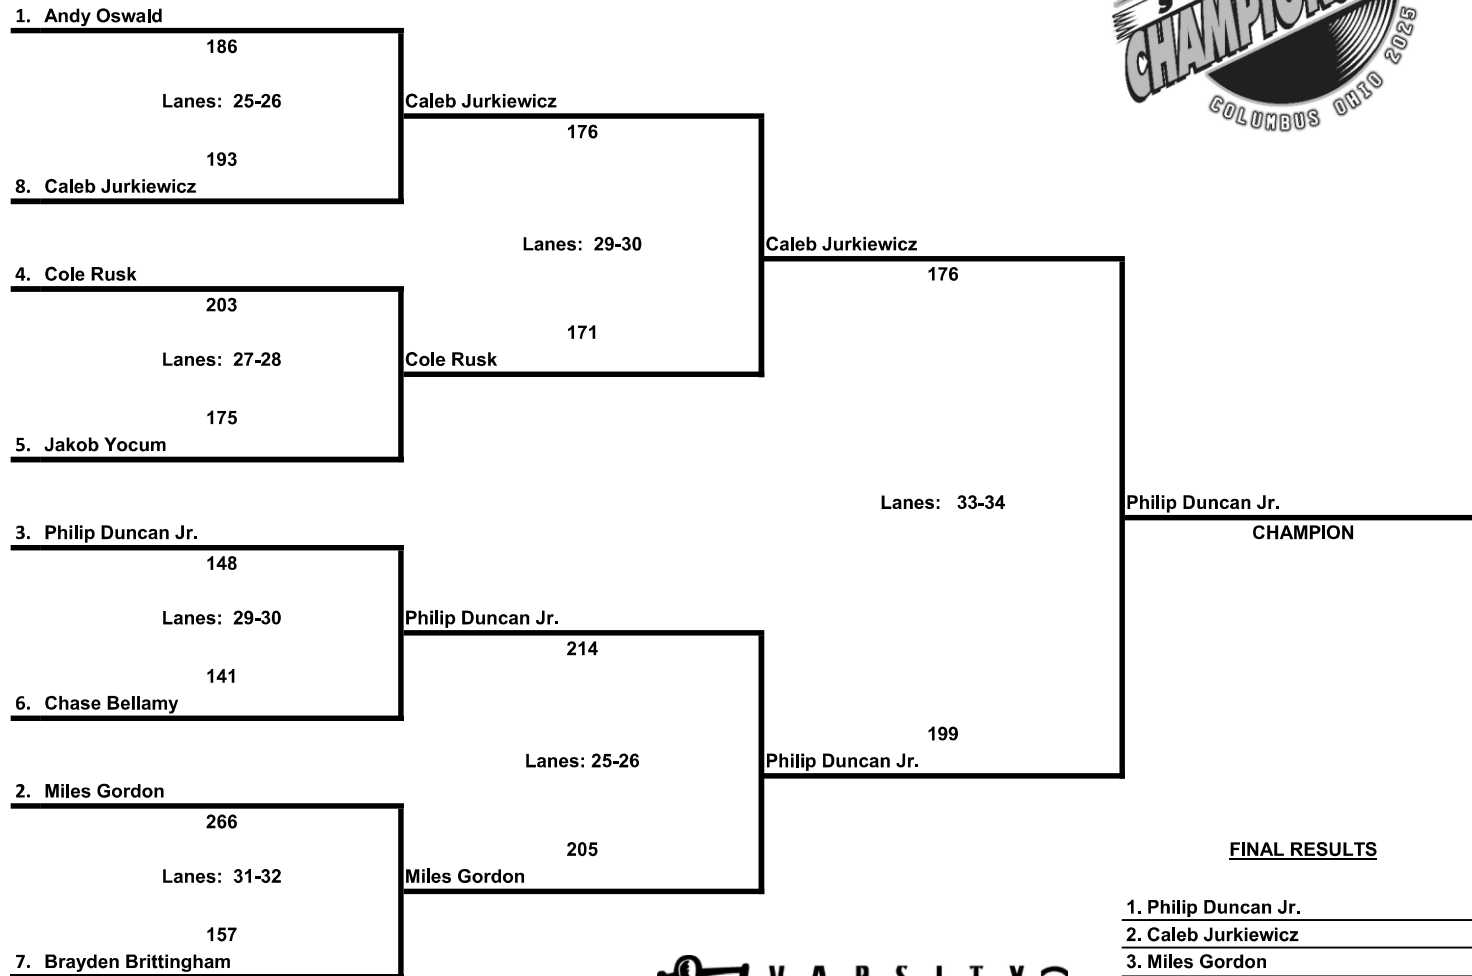 1. Andy Oswald
186
Lanes: 25-26
193
8. Caleb Jurkiewicz
4. Cole Rusk
203
Lanes: 27-28
175
5. Jakob Yocum
3. Philip Duncan Jr.
148
Lanes: 29-30
141
6. Chase Bellamy
2. Miles Gordon
266
Lanes: 31-32
157
7. Brayden Brittingham
Caleb Jurkiewicz
176
Lanes: 29-30
171
Cole Rusk
Philip Duncan Jr.
214
Lanes: 25-26
205
Miles Gordon
Caleb Jurkiewicz
176
Lanes: 33-34
199
Philip Duncan Jr.
Philip Duncan Jr.
CHAMPION
COLUMBUS OHIO 2025
FINAL RESULTS
1. Philip Duncan Jr.
2. Caleb Jurkiewicz
3. Miles Gordon
VARSITY